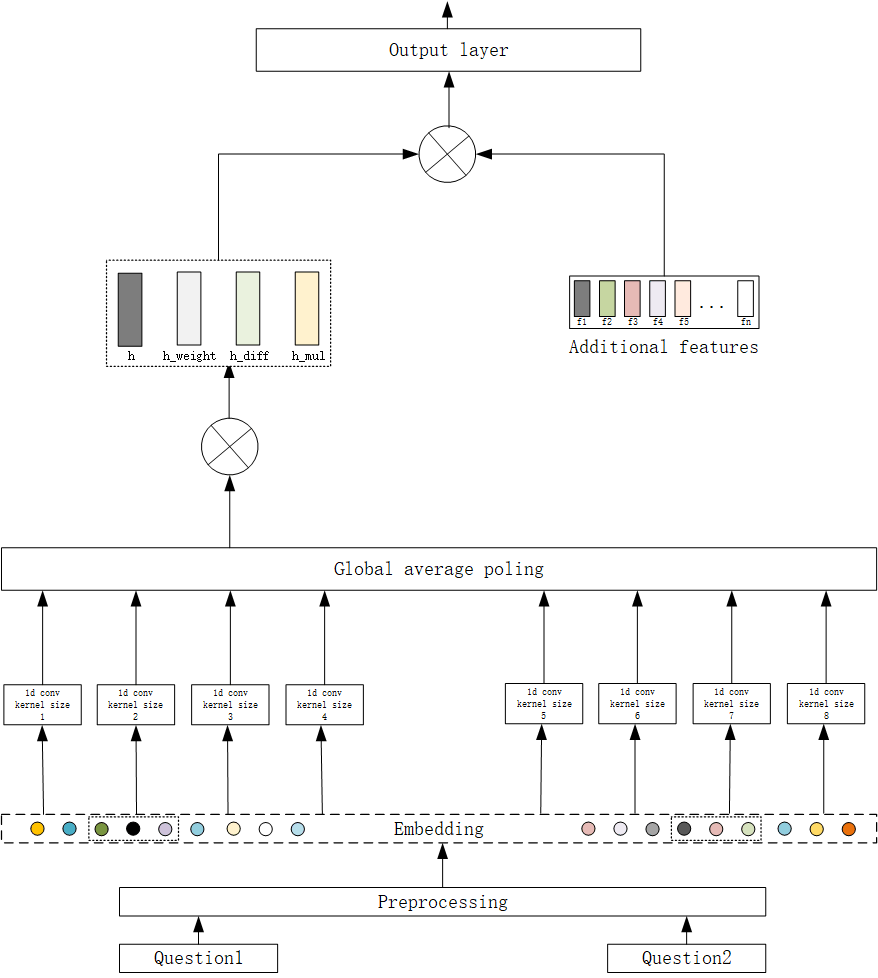 Output layer
h h_weight h_diff h_mul
f1 f2 f3 f4 f5 ... fn
Additional features
Global average poling
1d conv
kernel size
1
1d conv
kernel size
2
1d conv
kernel size
3
1d conv
kernel size
4
1d conv
kernel size
5
1d conv
kernel size
6
1d conv
kernel size
7
1d conv
kernel size
8
Embedding
Preprocessing
Question1
Question2